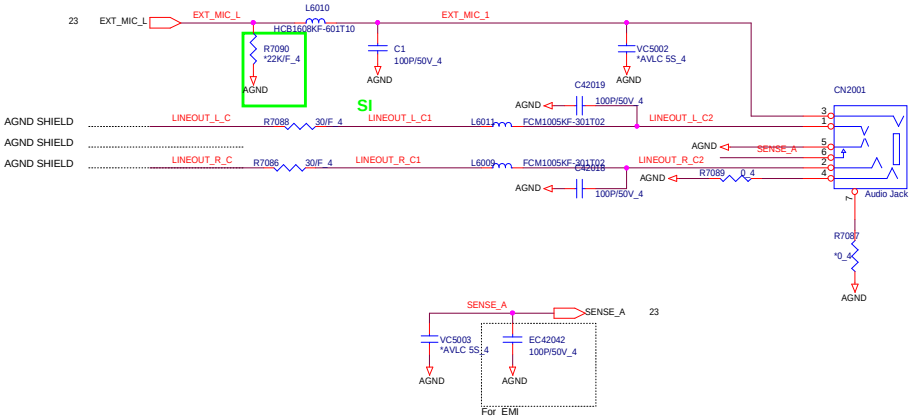 L6010
23 EXT_MIC_L EXT_MIC_L EXT_MIC_1
HCB1608KF-601T10
R7090
*22K/F_4
AGND
C1
100P/50V_4
AGND
VC5002
*AVLC 5S_4
AGND
SI
C42019
AGND
100P/50V_4
CN2001
AGND SHIELD
LINEOUT_L_C R7088 30/F_4 LINEOUT_L_C1 L6011 FCM1005KF-301T02 LINEOUT_L_C2
3
1
5
6
2
4
AGND SHIELD
AGND
SENSE_A
AGND SHIELD
LINEOUT_R_C R7086 30/F_4 LINEOUT_R_C1 L6009 FCM1005KF-301T02 LINEOUT_R_C2
C42018
AGND
100P/50V_4
AGND R7089 0_4
Audio Jack
7
R7087
*0_4
AGND
SENSE_A
SENSE_A 23
VC5003
*AVLC 5S_4
AGND
EC42042
100P/50V_4
AGND
For EMI